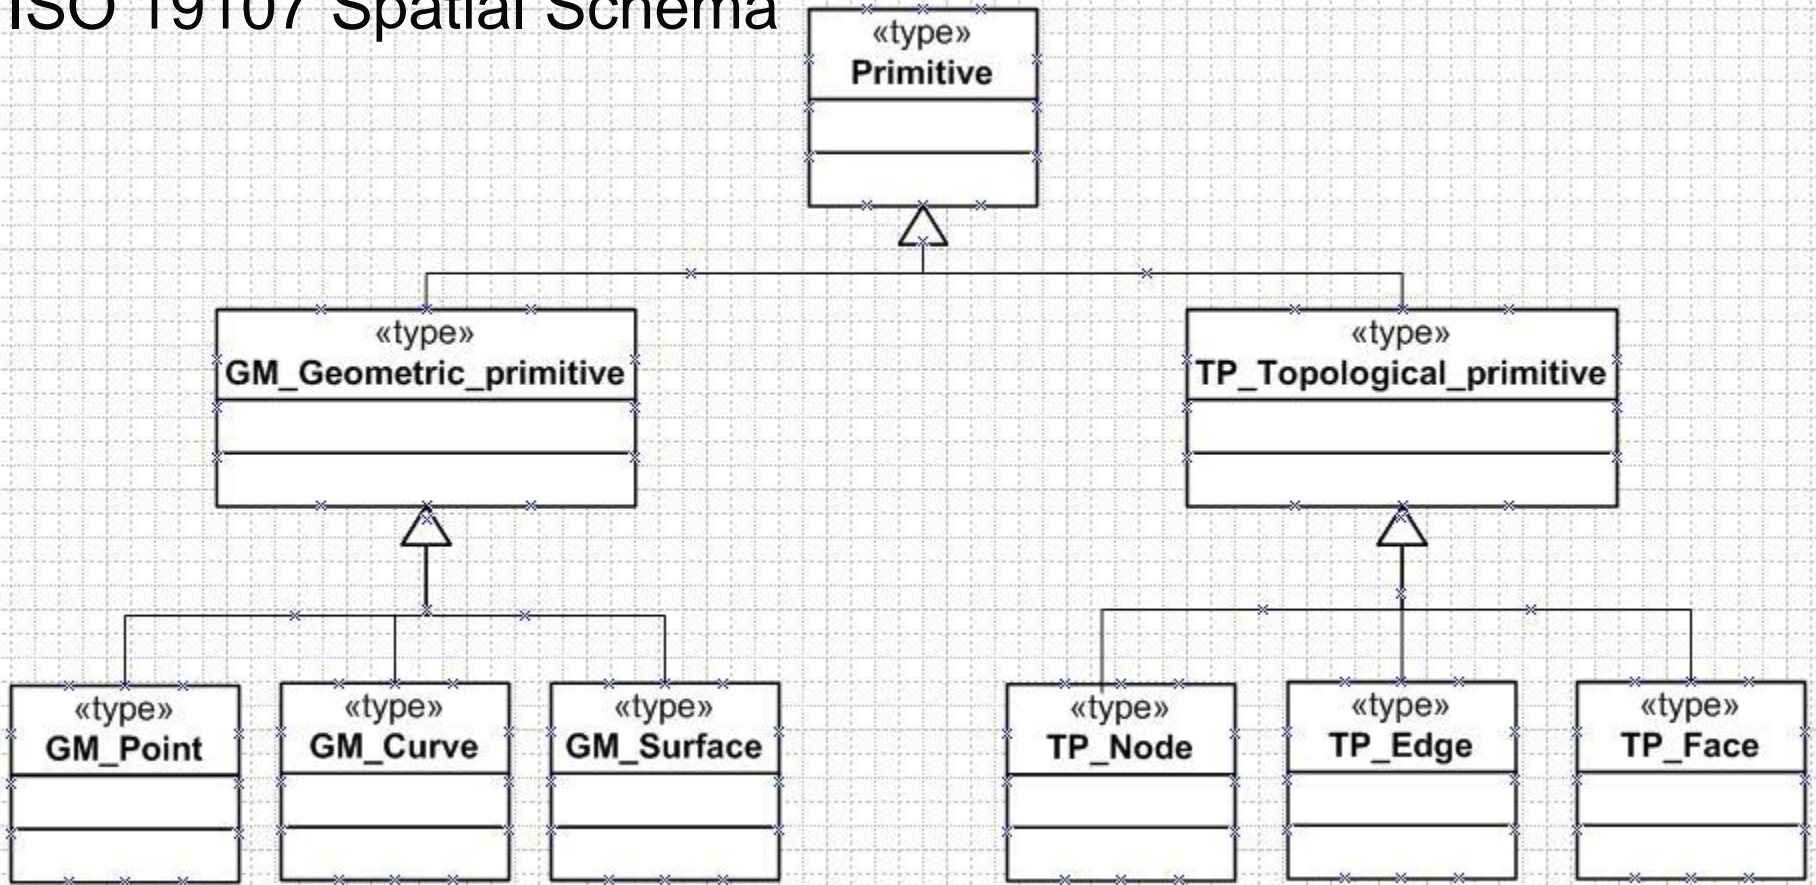 ISO 19107 Spatial Schema
«type»
Primitive
«type»
GM_Geometric_primitive
«type»
TP_Topological_primitive
«type»
GM_Point
«type»
GM_Curve
«type»
GM_Surface
«type»
TP_Node
«type»
TP_Edge
«type»
TP_Face